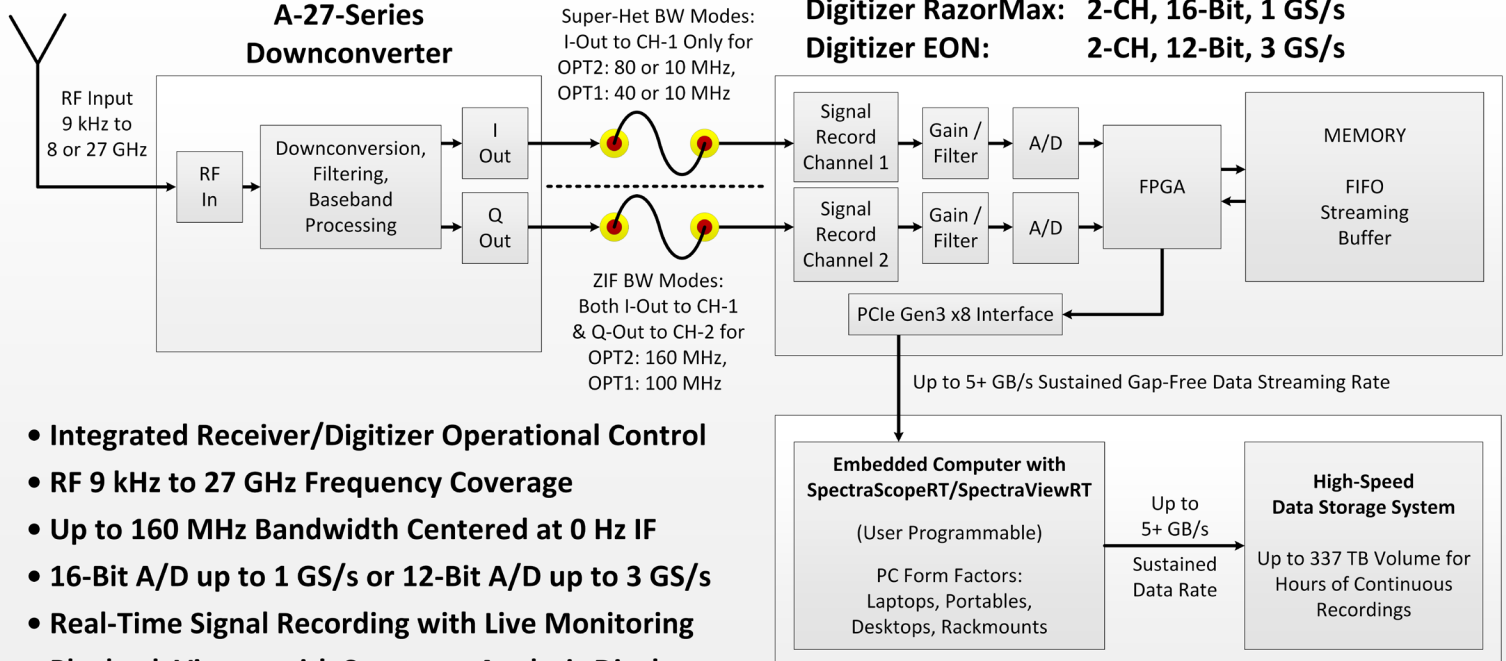 A-27-Series
Downconverter
Super-Het BW Modes:
I-Out to CH-1 Only for
OPT2: 80 or 10 MHz,
OPT1: 40 or 10 MHz
Digitizer RazorMax: 2-CH, 16-Bit, 1 GS/s
Digitizer EON: 2-CH, 12-Bit, 3 GS/s
RF Input
9 kHz to
8 or 27 GHz
RF
In
Downconversion,
Filtering,
Baseband
Processing
I
Out
Q
Out
ZIF BW Modes:
Both I-Out to CH-1
& Q-Out to CH-2 for
OPT2: 160 MHz,
OPT1: 100 MHz
Signal
Record
Channel 1
Gain /
Filter
A/D
Signal
Record
Channel 2
Gain /
Filter
A/D
FPGA
MEMORY
FIFO
Streaming
Buffer
PCIe Gen3 x8 Interface
Up to 5+ GB/s Sustained Gap-Free Data Streaming Rate
• Integrated Receiver/Digitizer Operational Control
• RF 9 kHz to 27 GHz Frequency Coverage
• Up to 160 MHz Bandwidth Centered at 0 Hz IF
• 16-Bit A/D up to 1 GS/s or 12-Bit A/D up to 3 GS/s
• Real-Time Signal Recording with Live Monitoring
Embedded Computer with
SpectraScopeRT/SpectraViewRT
(User Programmable)
PC Form Factors:
Laptops, Portables,
Desktops, Rackmounts
Up to
5+ GB/s
Sustained
Data Rate
High-Speed
Data Storage System
Up to 337 TB Volume for
Hours of Continuous
Recordings